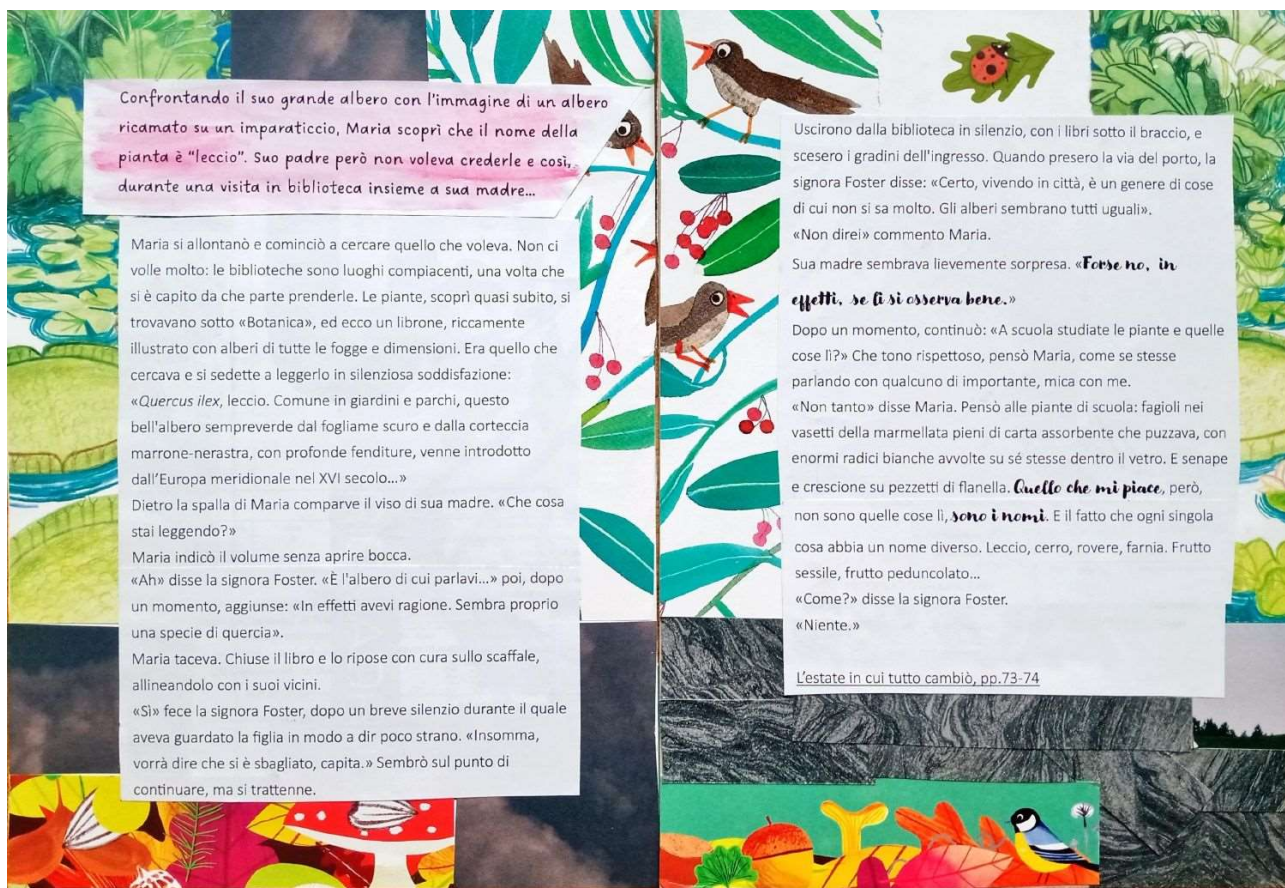 Confrontando il suo grande albero con l'immagine di un albero
ricamato su un imparaticcio, Maria scoprì che il nome della
pianta è "leccio". Suo padre però non voleva crederle e così,
durante una visita in biblioteca insieme a sua madre...
Maria si allontanò e cominciò a cercare quello che voleva. Non ci
volle molto: le biblioteche sono luoghi compiacenti, una volta che
si è capito da che parte prenderle. Le piante, scoprì quasi subito, si
trovavano sotto «Botanica», ed ecco un librone, riccamente
illustrato con alberi di tutte le fogge e dimensioni. Era quello che
cercava e si sedette a leggerlo in silenziosa soddisfazione:
«Quercus ilex, leccio. Comune in giardini e parchi, questo
bell'albero sempreverde dal fogliame scuro e dalla corteccia
marrone-nerastra, con profonde fenditure, venne introdotto
dall'Europa meridionale nel XVI secolo...»
Dietro la spalla di Maria comparve il viso di sua madre. «Che cosa
stai leggendo?»
Maria indicò il volume senza aprire bocca.
«Ah» disse la signora Foster. «È l'albero di cui parlavi...» poi, dopo
un momento, aggiunse: «In effetti avevi ragione. Sembra proprio
una specie di quercia».
Maria taceva. Chiuse il libro e lo ripose con cura sullo scaffale,
allineandolo con i suoi vicini.
«Sì» fece la signora Foster, dopo un breve silenzio durante il quale
aveva guardato la figlia in modo a dir poco strano. «Insomma,
vorrà dire che si è sbagliato, capita.» Sembrò sul punto di
continuare, ma si trattenne.
Uscirono dalla biblioteca in silenzio, con i libri sotto il braccio, e
scesero i gradini dell'ingresso. Quando presero la via del porto, la
signora Foster disse: «Certo, vivendo in città, è un genere di cose
di cui non si sa molto. Gli alberi sembrano tutti uguali».
«Non direi» commento Maria.
Sua madre sembrava lievemente sorpresa. «Forse no, in
effetti, se li si osserva bene.»
Dopo un momento, continuò: «A scuola studiate le piante e quelle
cose lì?» Che tono rispettoso, pensò Maria, come se stesse
parlando con qualcuno di importante, mica con me.
«Non tanto» disse Maria. Pensò alle piante di scuola: fagioli nei
vasetti della marmellata pieni di carta assorbente che puzzava, con
enormi radici bianche avvolte su sé stesse dentro il vetro. E senape
e crescione su pezzetti di flanella. Quello che mi piace, però,
non sono quelle cose lì, sono i nomi. E il fatto che ogni singola
cosa abbia un nome diverso. Leccio, cerro, rovere, farnia. Frutto
sessile, frutto peduncolato...
«Come?» disse la signora Foster.
«Niente.»
L'estate in cui tutto cambiò, pp.73-74